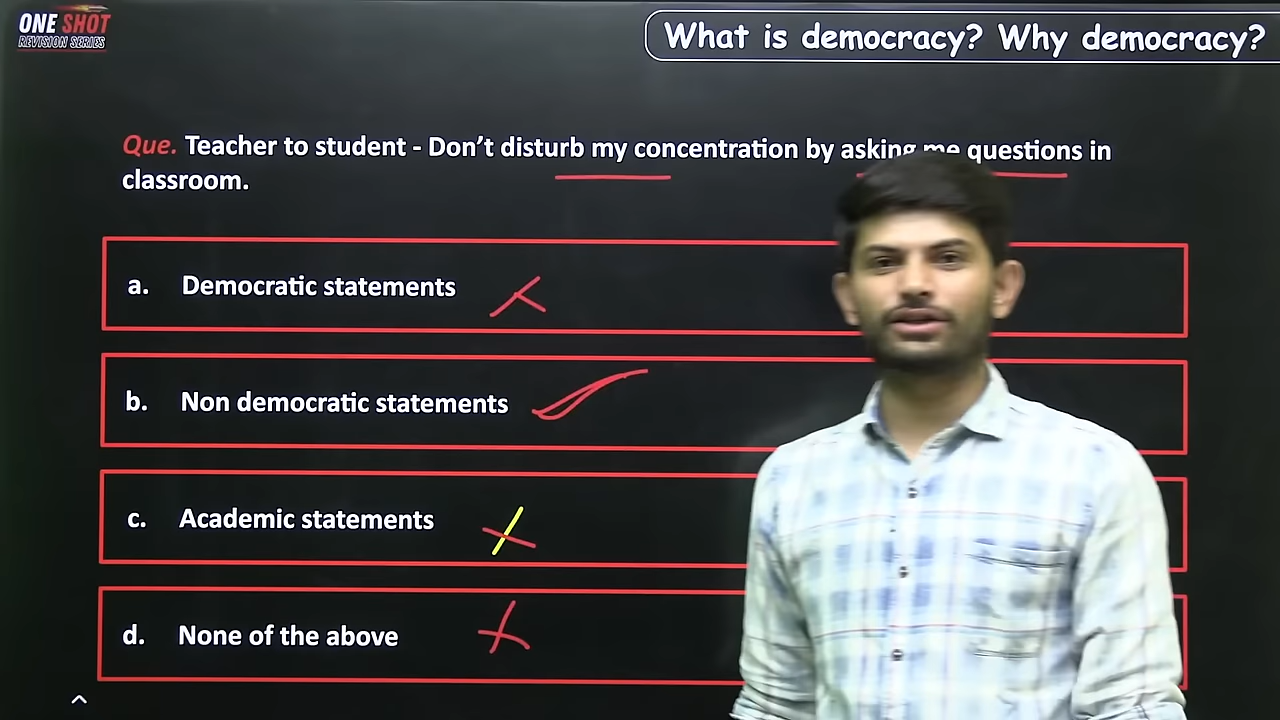 ONE SHOT
REVISION SERIES
What is democracy? Why democracy?
Que. Teacher to student - Don’t disturb my concentration by asking me questions in
classroom.
a. Democratic statements
b. Non democratic statements
c. Academic statements
d. None of the above